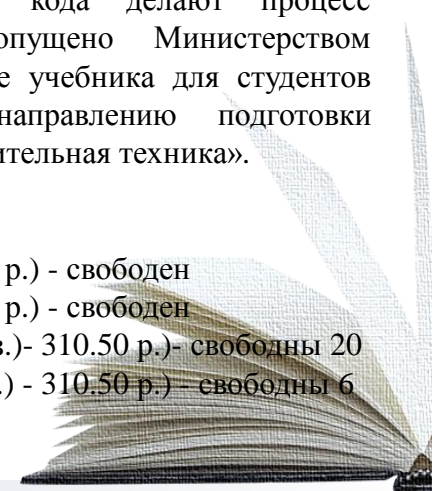 кода делают процесс
опущено Министерством
е учебника для студентов
направлению подготовки
ительная техника».
р.) - свободен
р.) - свободен
в.)- 310.50 р.)- свободны 20
.) - 310.50 р.) - свободны 6